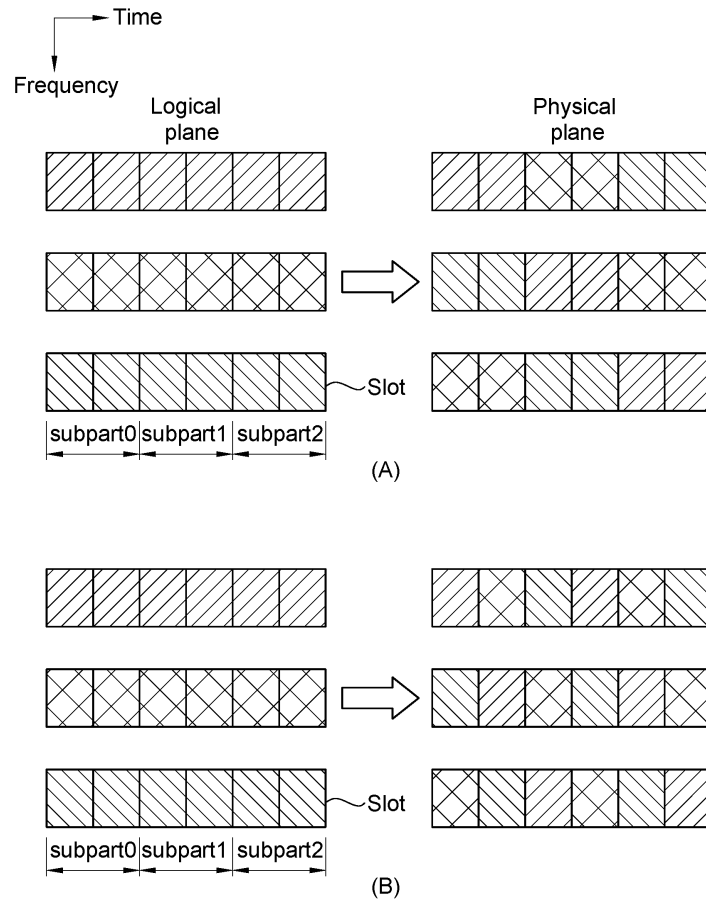 Time
Frequency
Logical
plane
Physical
plane
Slot
subpart0 subpart1 subpart2
(A)
Slot
subpart0 subpart1 subpart2
(B)